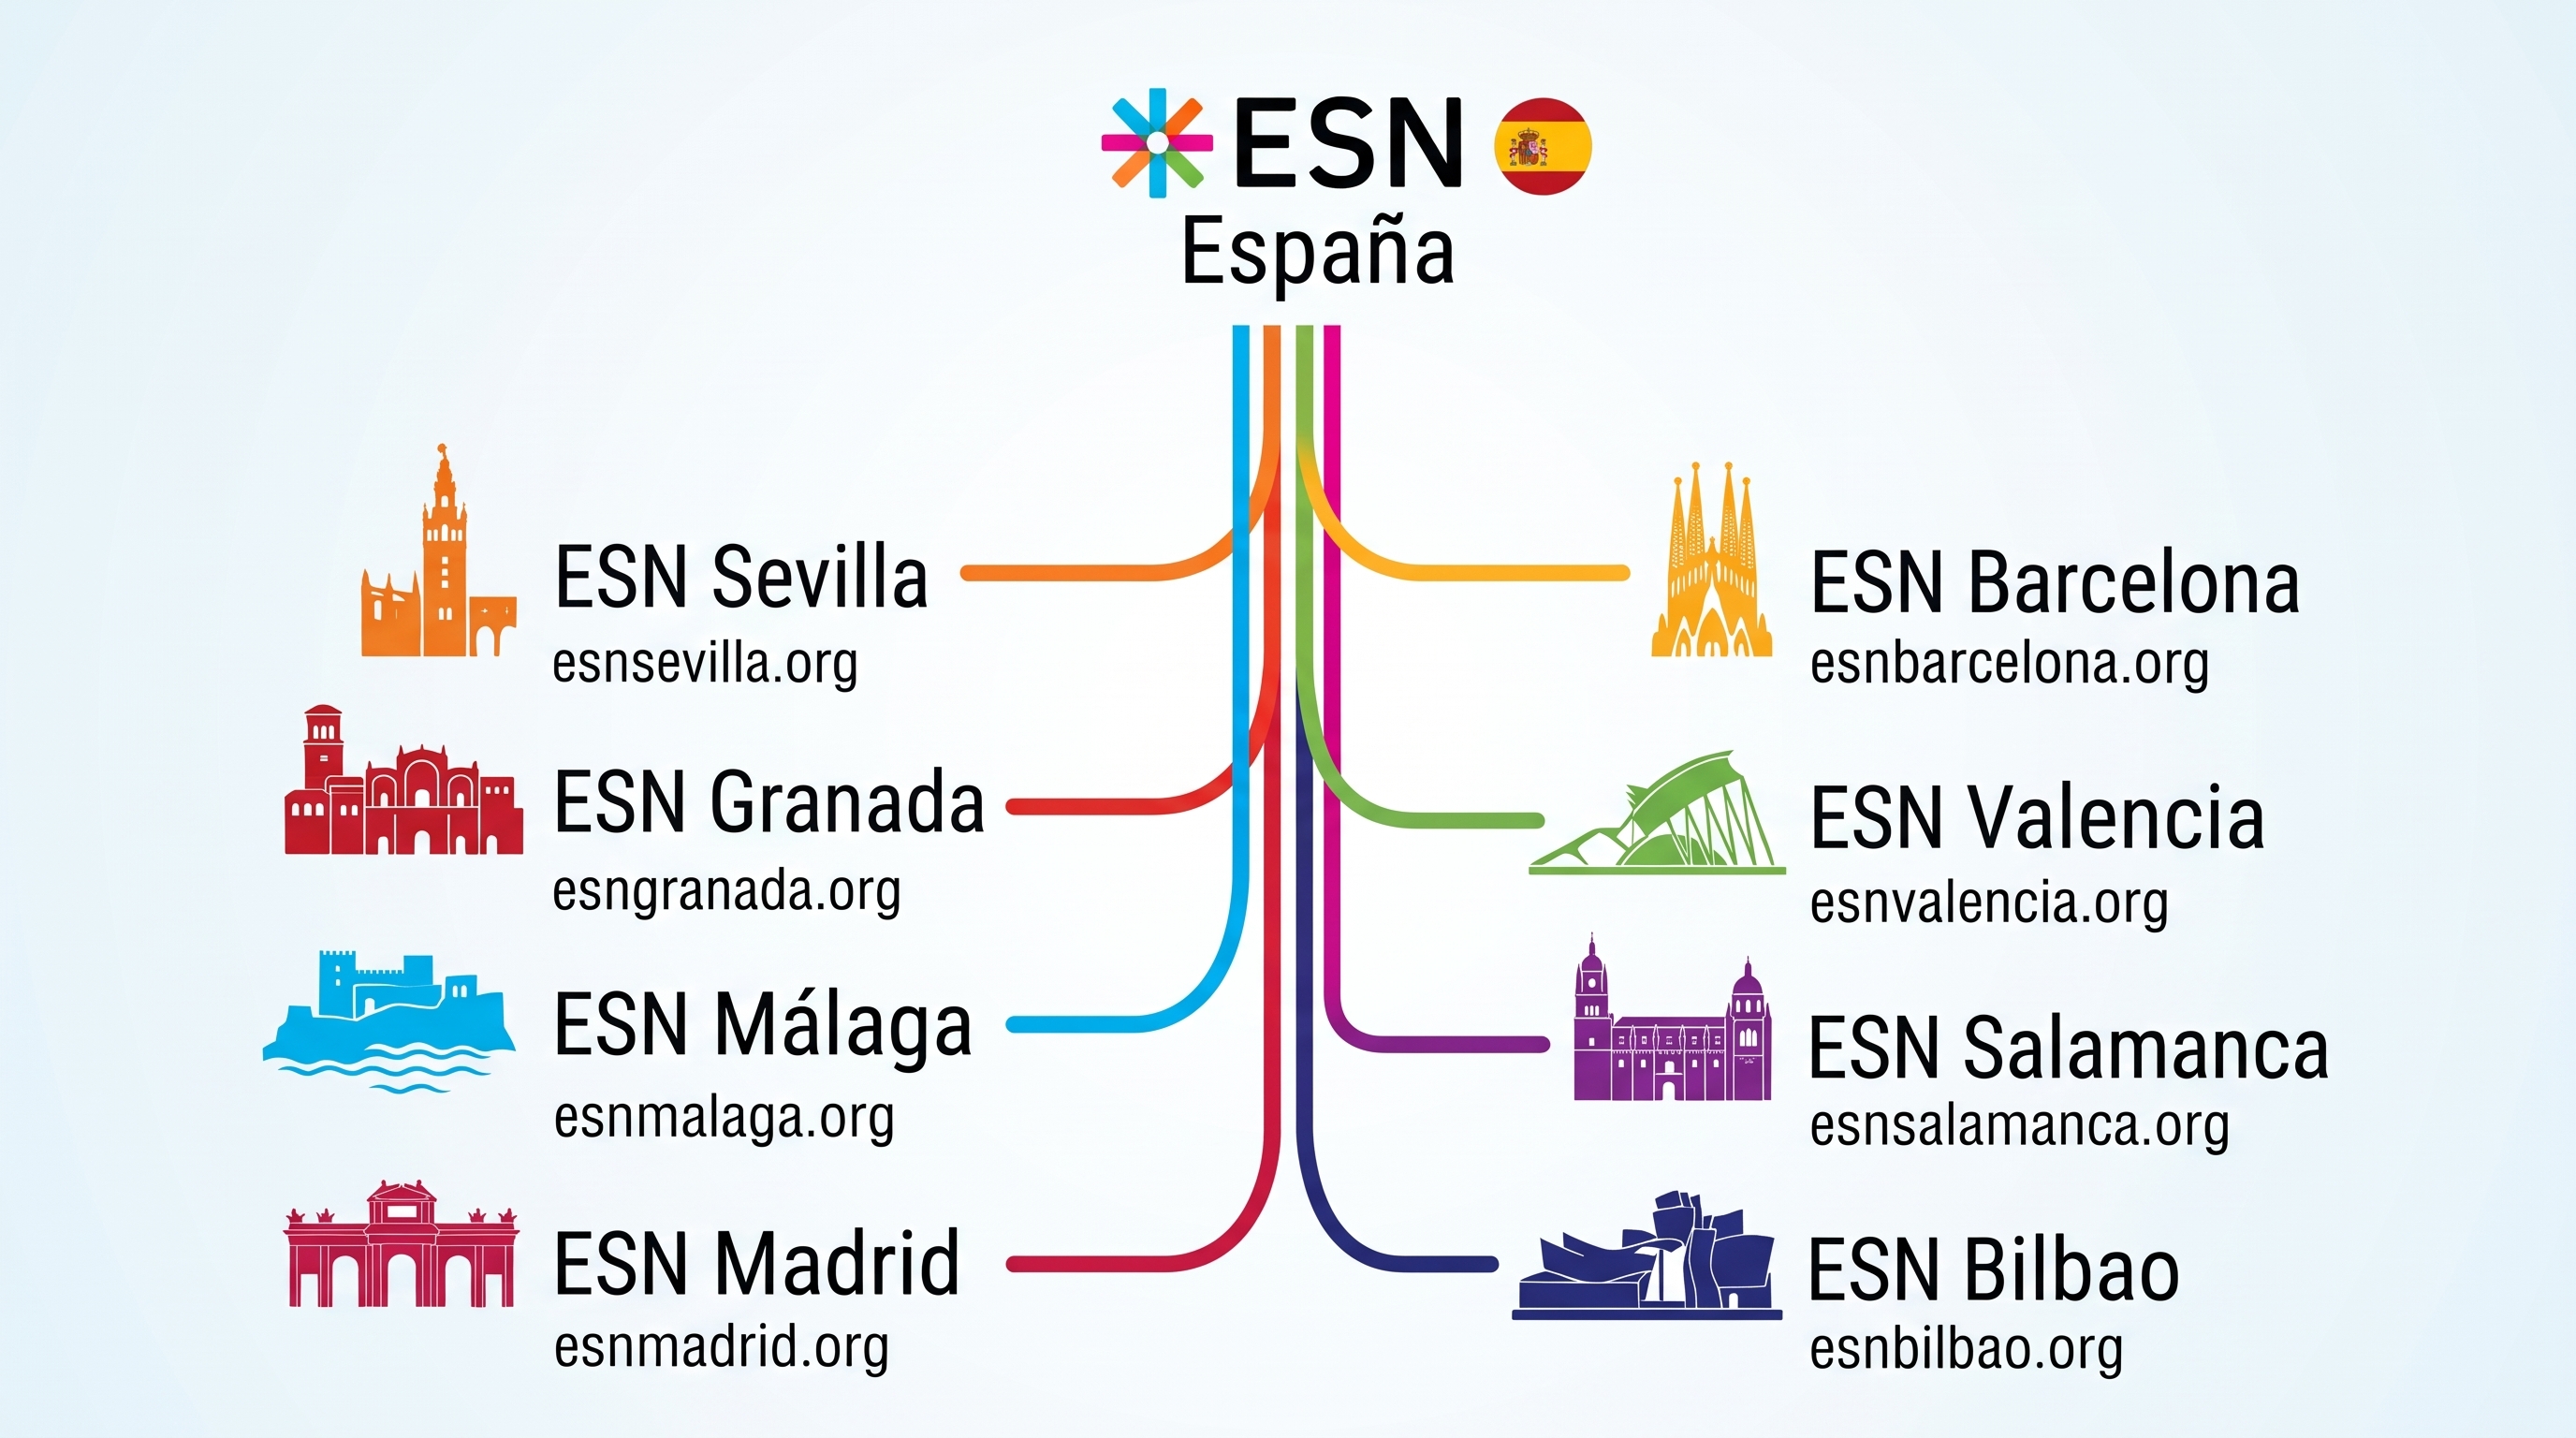 ESN
España
ESN Sevilla
esnsevilla.org
ESN Granada
esngranada.org
ESN Málaga
esnmalaga.org
ESN Madrid
esnmadrid.org
ESN Barcelona
esnbarcelona.org
ESN Valencia
esnvalencia.org
ESN Salamanca
esnsalamanca.org
ESN Bilbao
esnbilbao.org